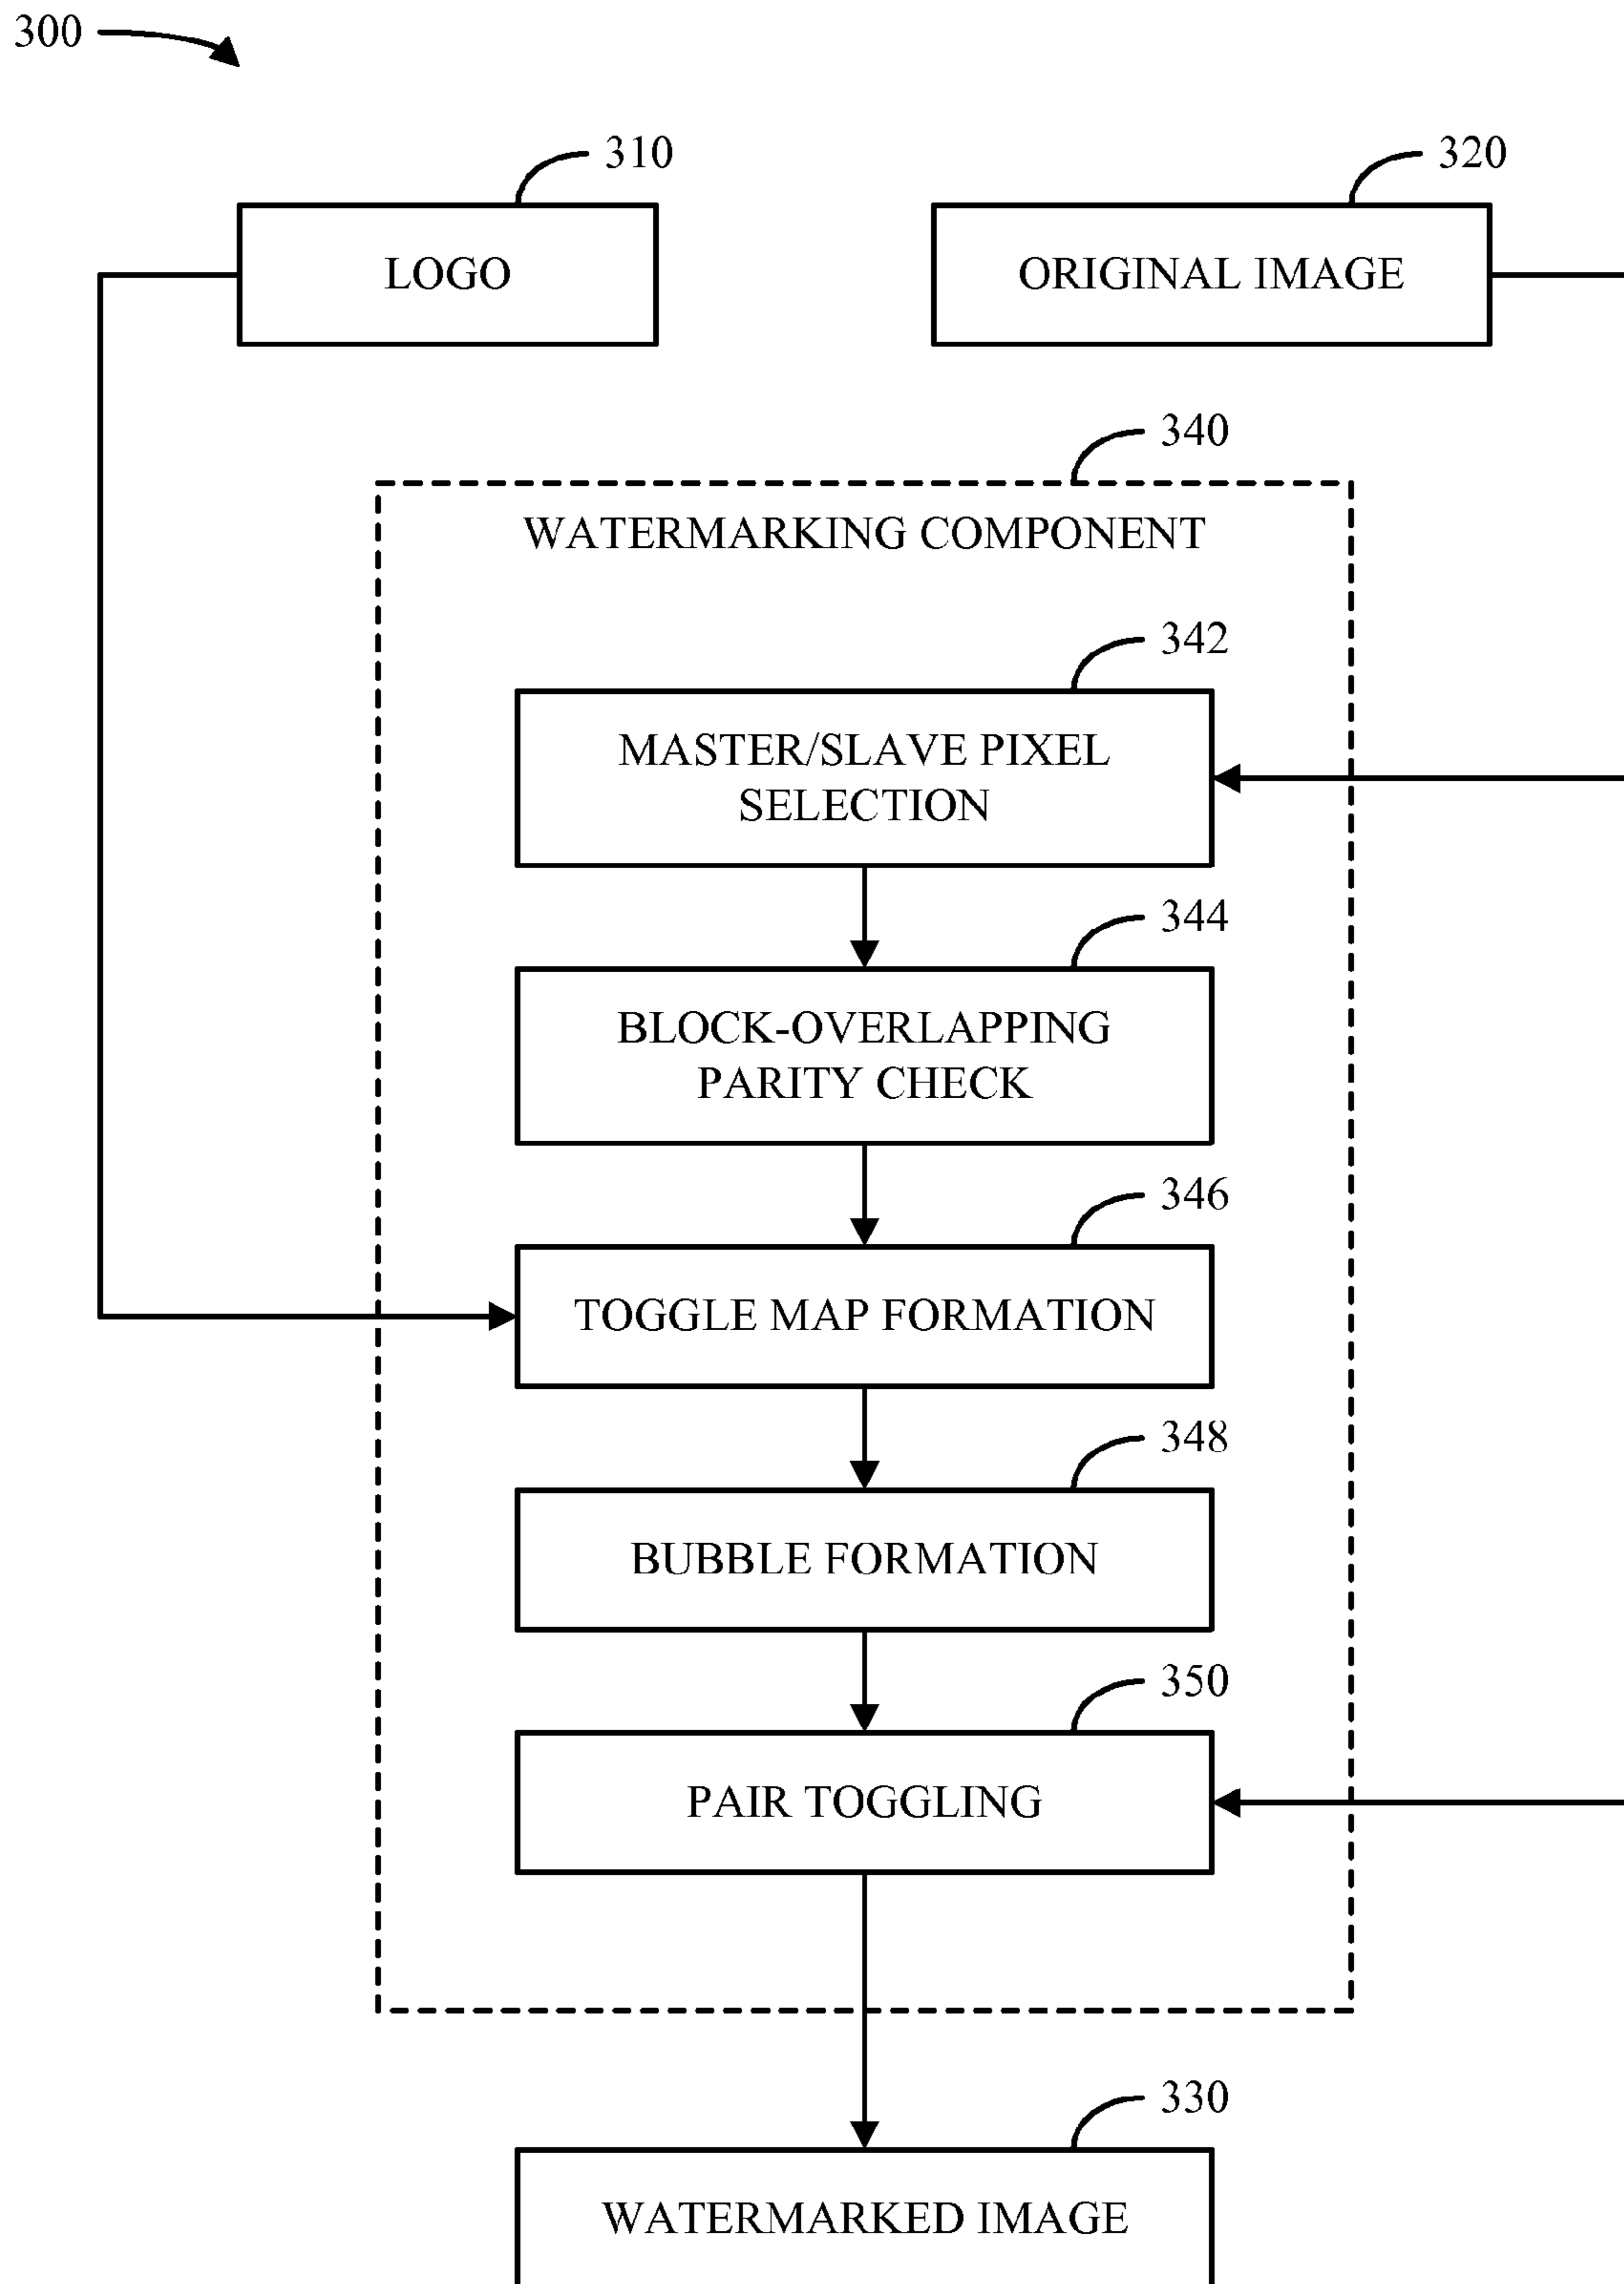 300
310
320
LOGO
ORIGINAL IMAGE
340
WATERMARKING COMPONENT
342
MASTER/SLAVE PIXEL
SELECTION
344
BLOCK-OVERLAPPING
PARITY CHECK
346
TOGGLE MAP FORMATION
348
BUBBLE FORMATION
350
PAIR TOGGLING
330
WATERMARKED IMAGE